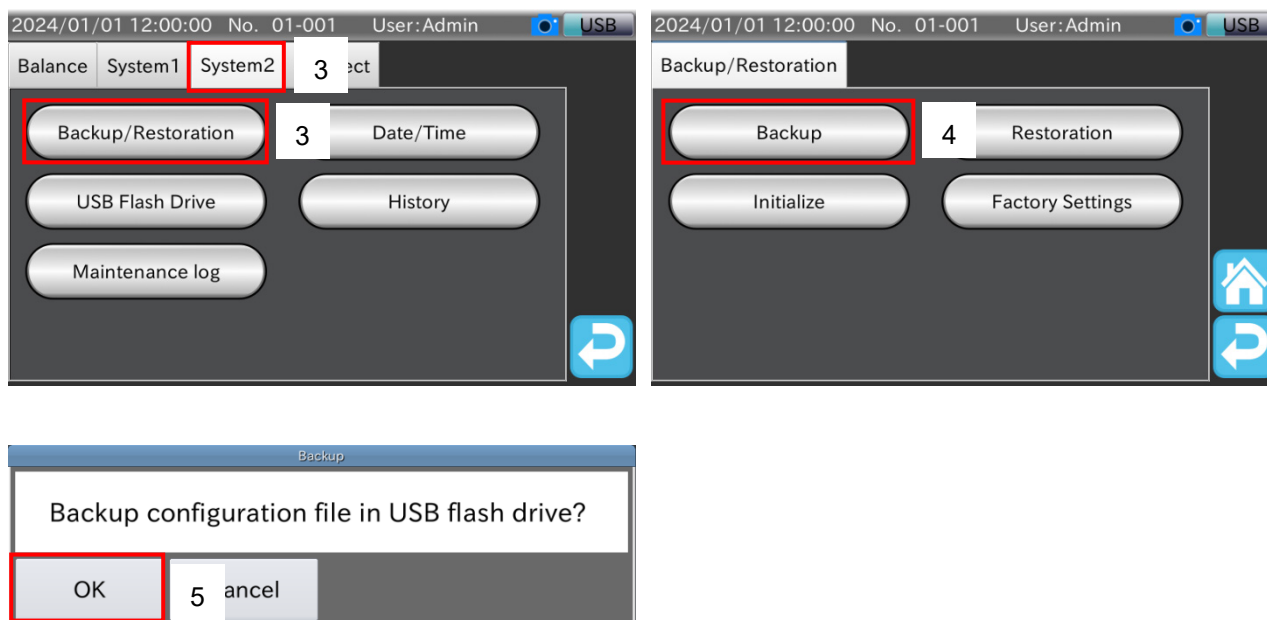 2024/01/01 12:00:00 No. 01-001 User:Admin USB
Balance System1 System2 3 ect
Backup/Restoration 3 Date/Time
USB Flash Drive History
Maintenance log
2024/01/01 12:00:00 No. 01-001 User:Admin USB
Backup/Restoration
Backup 4 Restoration
Initialize Factory Settings
Backup
Backup configuration file in USB flash drive?
OK 5 ancel